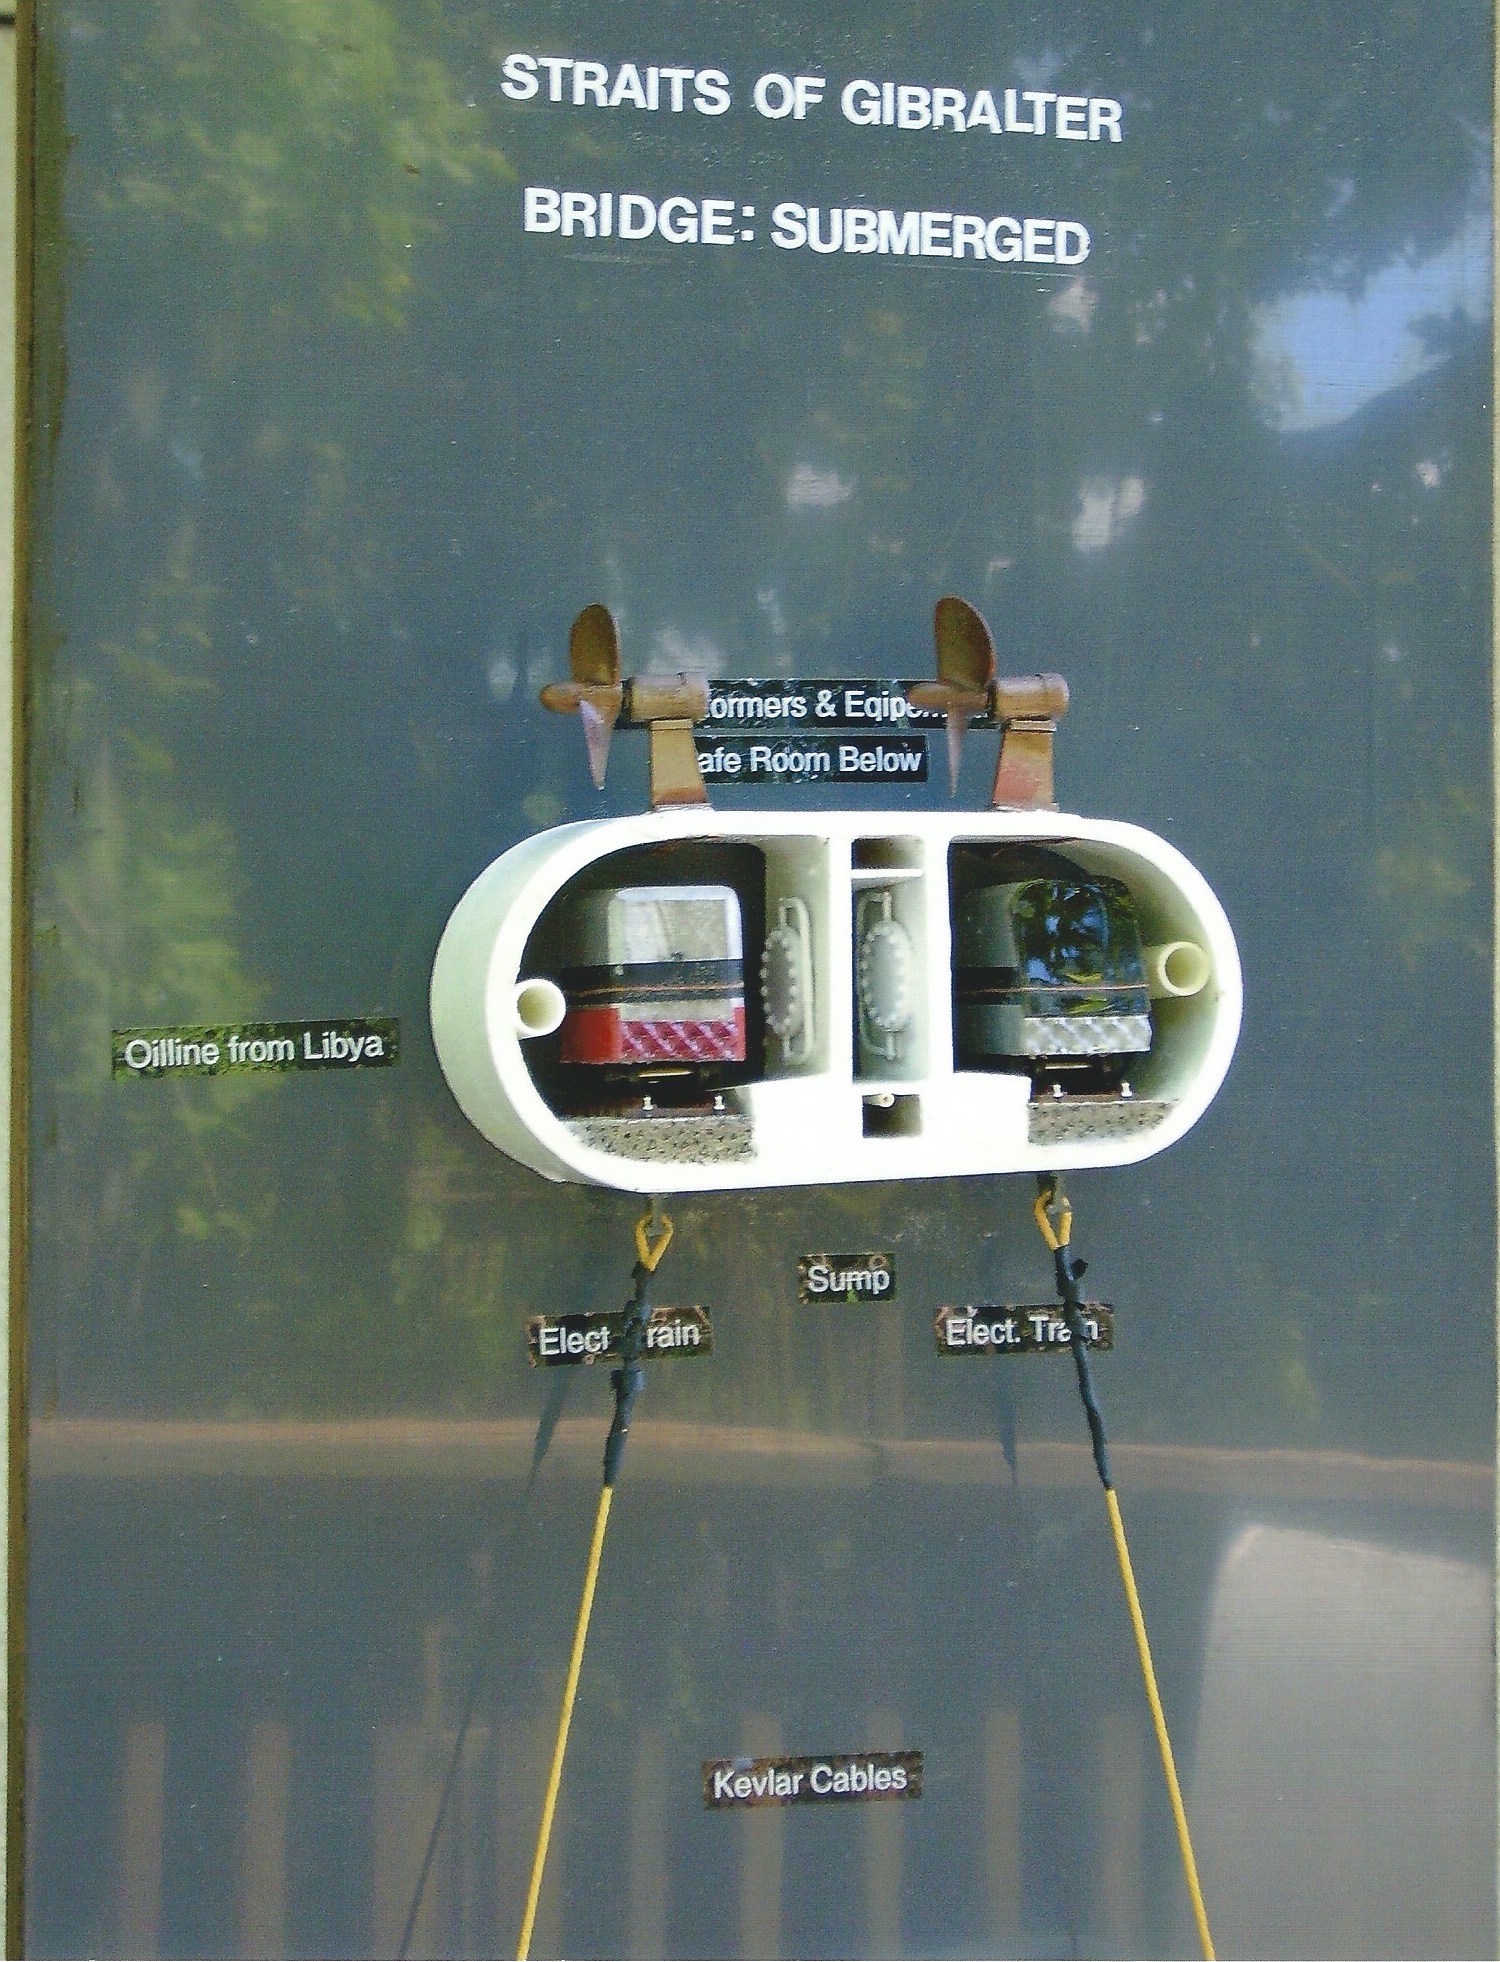 STRAITS OF GIBRALTER
BRIDGE: SUBMERGED
ormers & Eqipe
afe Room Below
Oilline from Libya
Sump
Elect rain
Elect. Tra n
Kevlar Cables